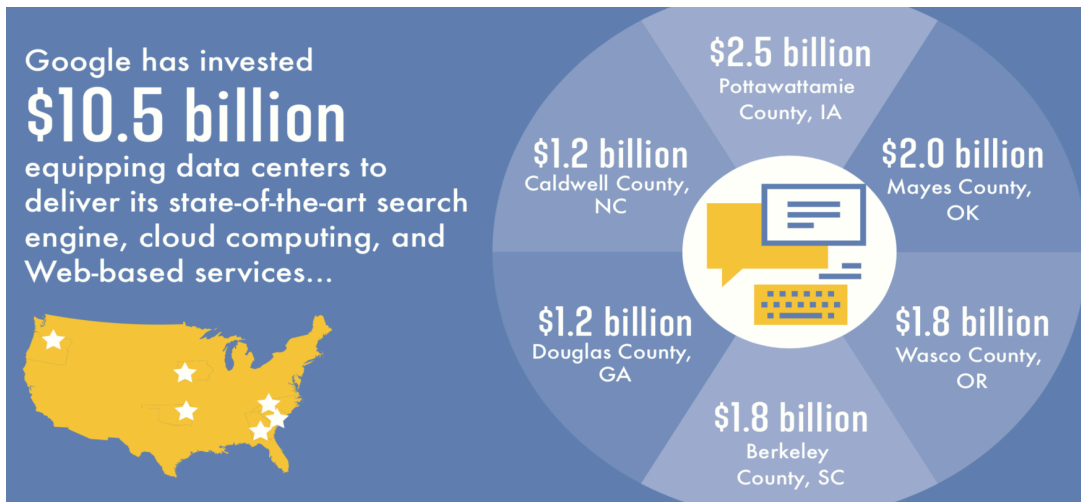 Google has invested
$10.5 billion
equipping data centers to
deliver its state-of-the-art search
engine, cloud computing, and
Web-based services...
$2.5 billion
Pottawattamie
County, IA
$2.0 billion
Mayes County,
OK
$1.8 billion
Wasco County,
OR
$1.8 billion
Berkeley
County, SC
$1.2 billion
Douglas County,
GA
$1.2 billion
Caldwell County,
NC